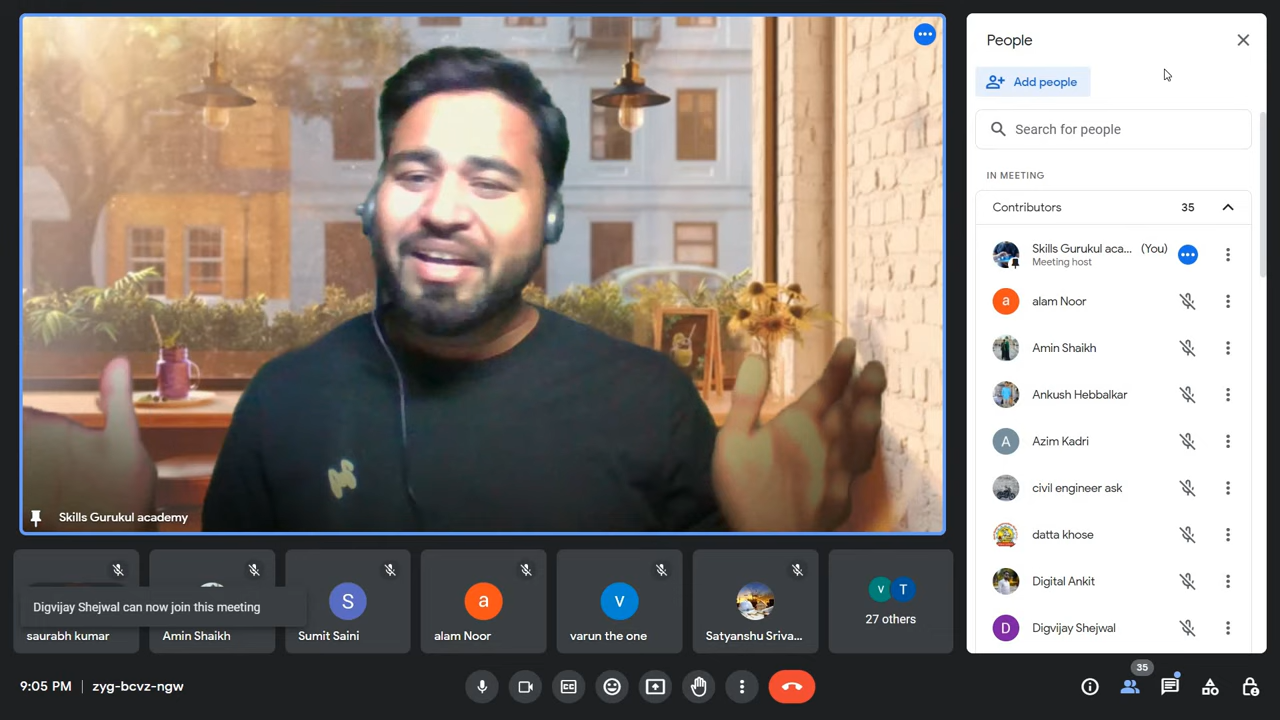 Skills Gurukul academy
Digvijay Shejwal can now join this meeting
saurabh kumar
Amin Shaikh
S
Sumit Saini
a
alam Noor
v
varun the one
Satyanshu Sriva...
v T
27 others
9:05 PM | zyg-bcvz-ngw
CC
People
Add people
Search for people
IN MEETING
Contributors 35
Skills Gurukul aca... (You)
Meeting host
a alam Noor
Amin Shaikh
Ankush Hebbalkar
A Azim Kadri
civil engineer ask
datta khose
Digital Ankit
D Digvijay Shejwal
35